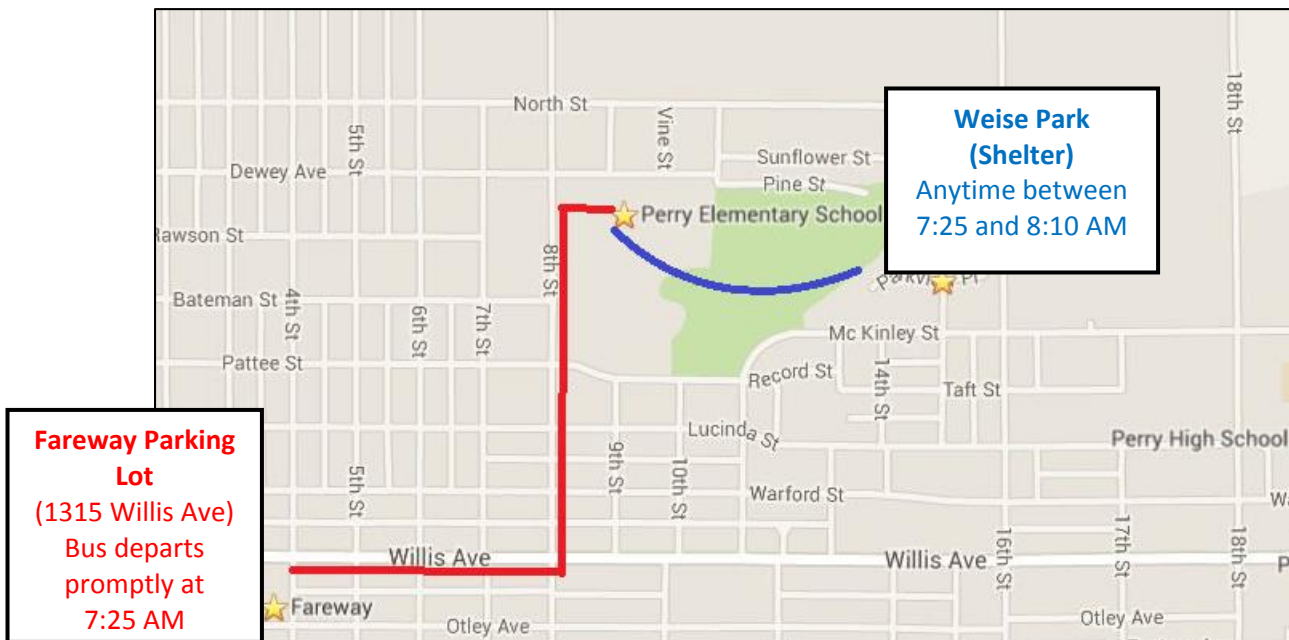 North St
18th St
Weise Park
(Shelter)
Anytime between
7:25 and 8:10 AM
5th St
Vine St
Sunflower St
Dewey Ave
Pine St
Perry Elementary School
Rawson St
8th St
Pl
Bateman St
4th St
6th St
7th St
Mc Kinley St
Pattee St
Record St
14th St
Taft St
Fareway Parking
Lot
(1315 Willis Ave)
Bus departs
promptly at
7:25 AM
Lucinda St
Perry High School
9th St
10th St
5th St
Warford St
Willis Ave
Willis Ave
16th St
17th St
18th St
Fareway
Otley Ave
Otley Ave